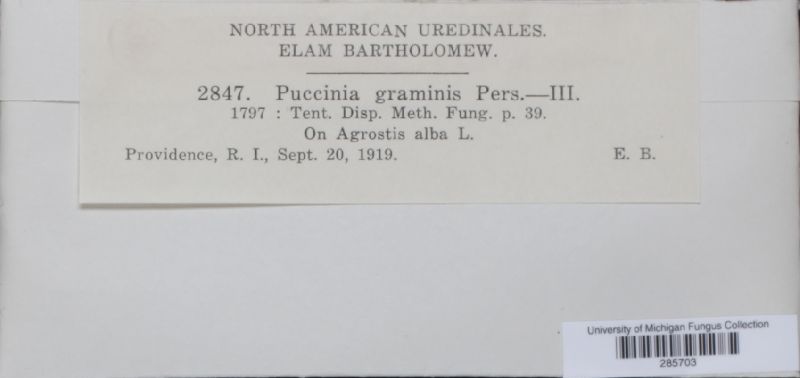 NORTH AMERICAN UREDINALES.
ELAM BARTHOLOMEW.
2847. Puccinia graminis Pers.—III.
1797 : Tent. Disp. Meth. Fung. p. 39.
On Agrostis alba L.
Providence, R. I., Sept. 20, 1919. E. B.
University of Michigan Fungus Collection
285703